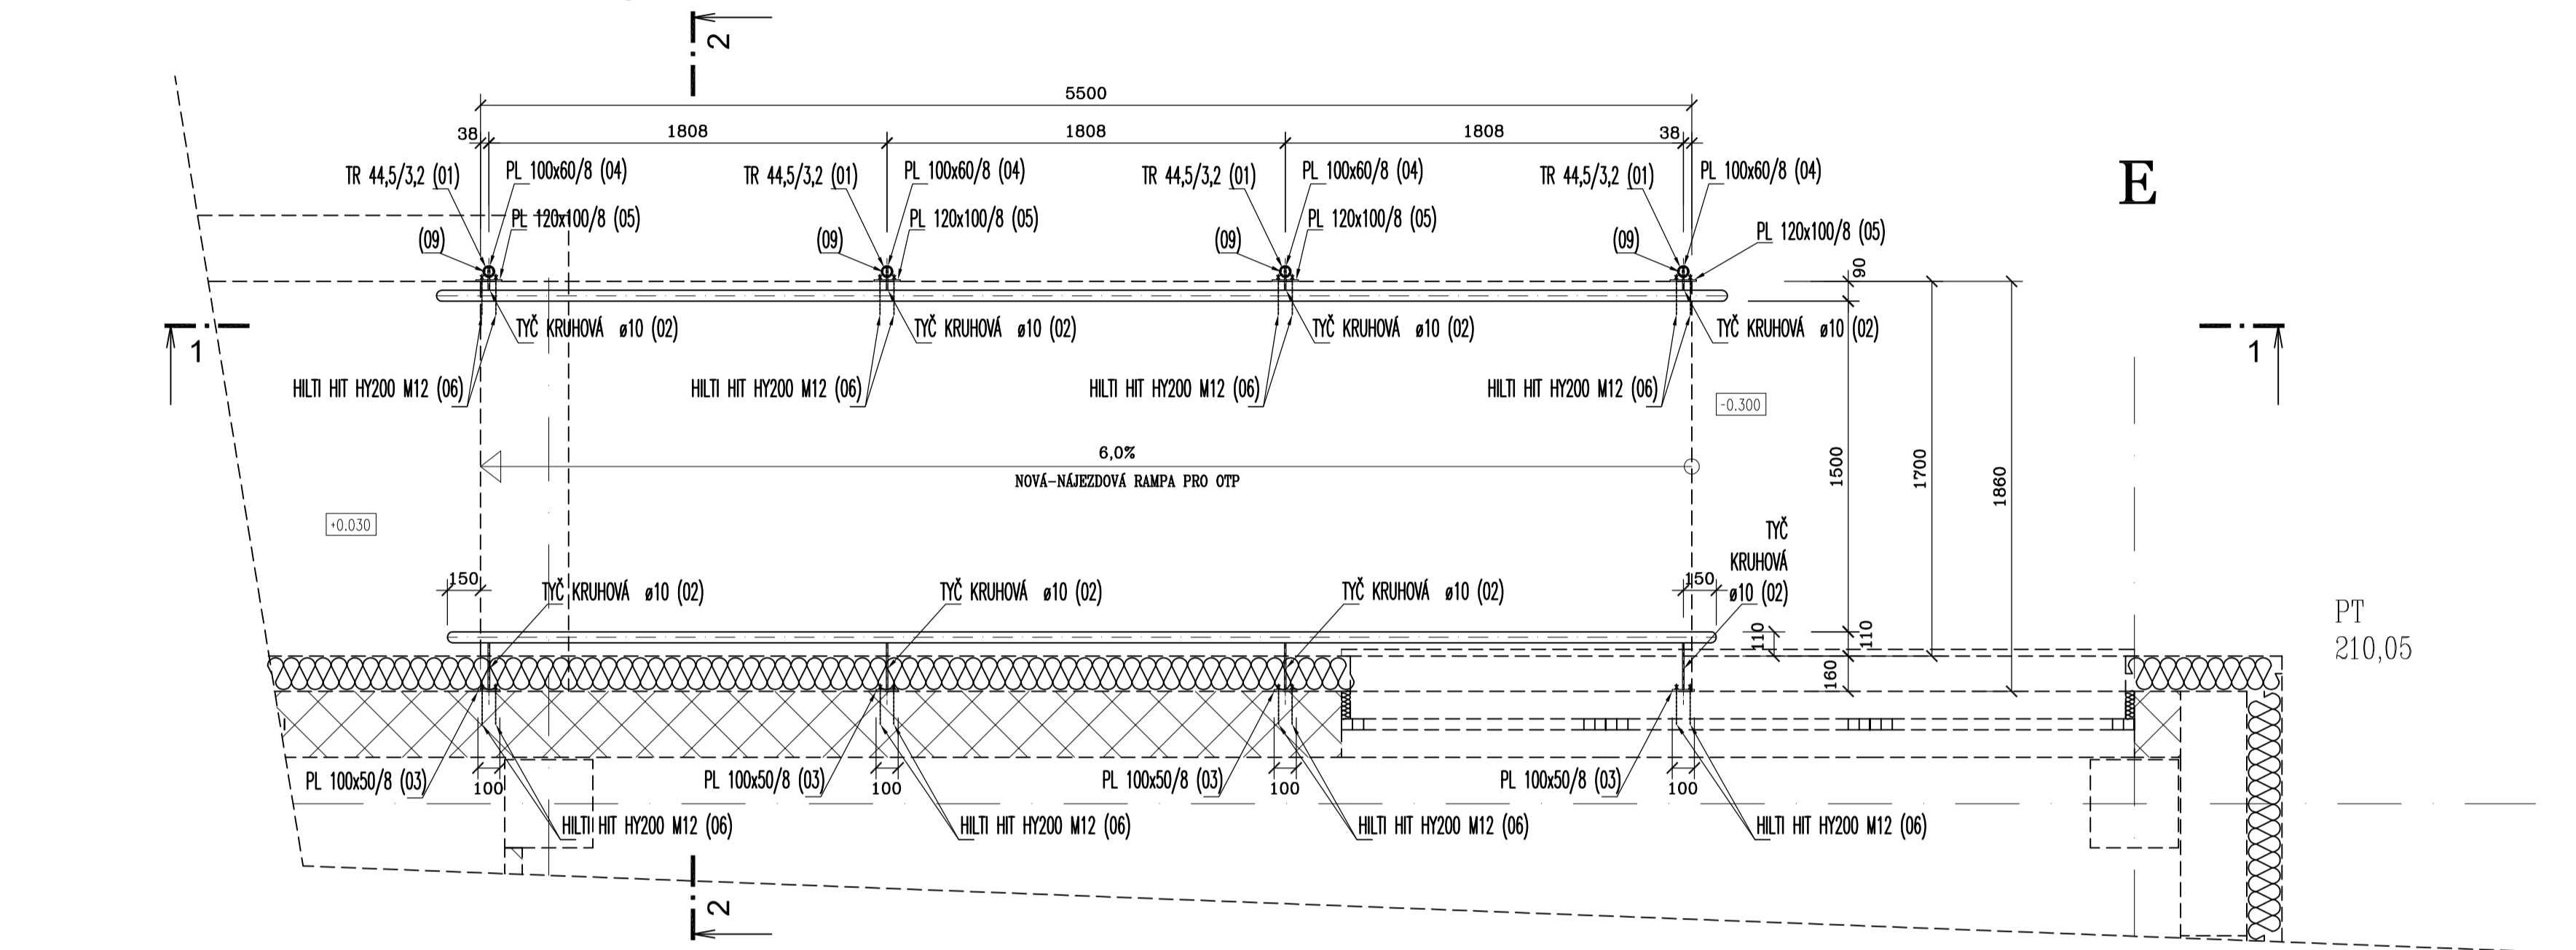 2
5500
38
1808
1808
1808
38
TR 44,5/3,2 (01)
PL 100x60/8 (04)
TR 44,5/3,2 (01)
PL 100x60/8 (04)
TR 44,5/3,2 (01)
PL 100x60/8 (04)
TR 44,5/3,2 (01)
PL 100x60/8 (04)
E
PL 120x100/8 (05)
PL 120x100/8 (05)
PL 120x100/8 (05)
PL 120x100/8 (05)
(09)
(09)
(09)
(09)
90
TYČ KRUHOVÁ ø10 (02)
TYČ KRUHOVÁ ø10 (02)
TYČ KRUHOVÁ ø10 (02)
TYČ KRUHOVÁ ø10 (02)
1
1
HILTI HIT HY200 M12 (06)
HILTI HIT HY200 M12 (06)
HILTI HIT HY200 M12 (06)
HILTI HIT HY200 M12 (06)
-0.300
6,0%
NOVÁ-NÁJEZDOVÁ RAMPA PRO OTP
1500
1700
1860
+0.030
TYČ
KRUHOVÁ
ø10 (02)
150
TYČ KRUHOVÁ ø10 (02)
TYČ KRUHOVÁ ø10 (02)
TYČ KRUHOVÁ ø10 (02)
150
PT
210,05
110
110
160
PL 100x50/8 (03)
PL 100x50/8 (03)
PL 100x50/8 (03)
PL 100x50/8 (03)
100
100
100
100
HILTI HIT HY200 M12 (06)
HILTI HIT HY200 M12 (06)
HILTI HIT HY200 M12 (06)
HILTI HIT HY200 M12 (06)
2